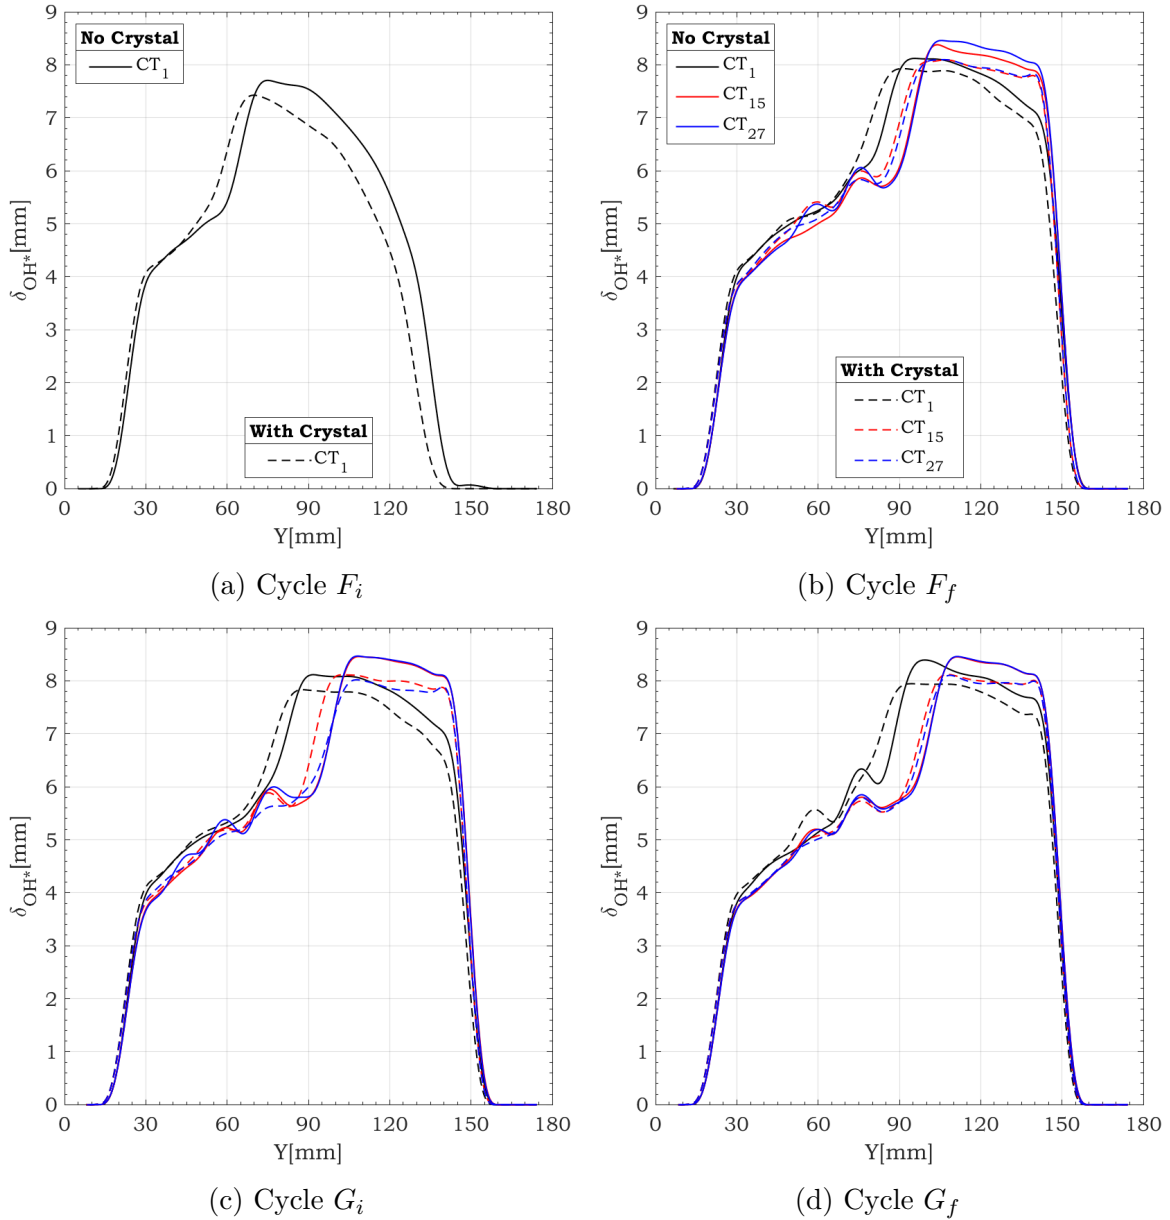 9
8
7
6
5
4
3
2
1
0
δOH*[mm]
No Crystal
CT1
With Crystal
CT1
0 30 60 90 120 150 180
Y[mm]
(a) Cycle Fi
9
8
7
6
5
4
3
2
1
0
δOH*[mm]
No Crystal
CT1
CT15
CT27
With Crystal
CT1
CT15
CT27
0 30 60 90 120 150 180
Y[mm]
(b) Cycle Ff
9
8
7
6
5
4
3
2
1
0
δOH*[mm]
0 30 60 90 120 150 180
Y[mm]
(c) Cycle Gi
9
8
7
6
5
4
3
2
1
0
δOH*[mm]
0 30 60 90 120 150 180
Y[mm]
(d) Cycle Gf